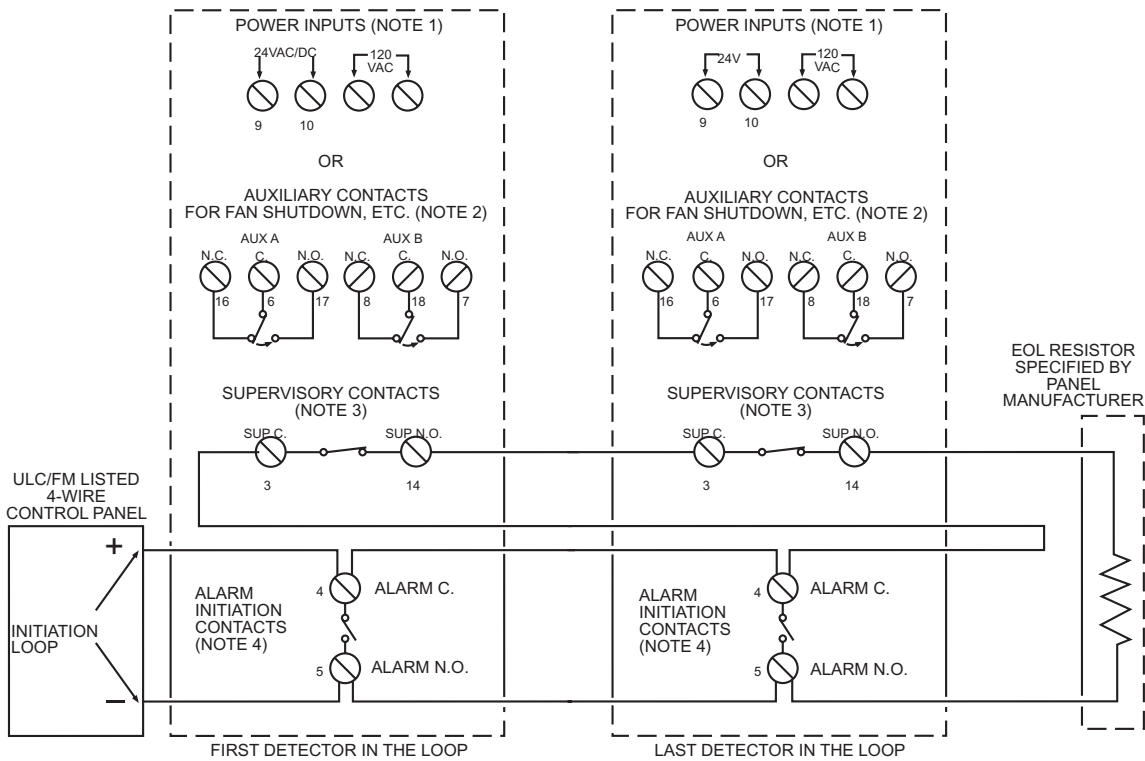 POWER INPUTS (NOTE 1)
24VAC/DC
120
VAC
9 10
OR
AUXILIARY CONTACTS
FOR FAN SHUTDOWN, ETC. (NOTE 2)
AUX A AUX B
N.C. C. N.O. N.C. C. N.O.
16 6 17 8 18 7
SUPERVISORY CONTACTS
(NOTE 3)
SUP C. SUP N.O.
3 14
POWER INPUTS (NOTE 1)
24V
120
VAC
9 10
OR
AUXILIARY CONTACTS
FOR FAN SHUTDOWN, ETC. (NOTE 2)
AUX A AUX B
N.C. C. N.O. N.C. C. N.O.
16 6 17 8 18 7
SUPERVISORY CONTACTS
(NOTE 3)
SUP C. SUP N.O.
3 14
EOL RESISTOR
SPECIFIED BY
PANEL
MANUFACTURER
ULC/FM LISTED
4-WIRE
CONTROL PANEL
+
INITIATION
LOOP
–
ALARM
INITIATION
CONTACTS
(NOTE 4)
4 ALARM C.
5 ALARM N.O.
FIRST DETECTOR IN THE LOOP
ALARM
INITIATION
CONTACTS
(NOTE 4)
4 ALARM C.
5 ALARM N.O.
LAST DETECTOR IN THE LOOP